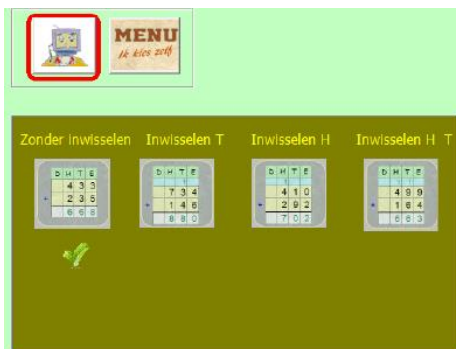 MENU
Ik kies zelf
Zonder inwisselen
Inwisselen T
Inwisselen H
Inwisselen H T
D H T E
4 3 3
+ 2 3 5
6 6 8
D H T E
7 3 4
+ 1 4 6
8 8 0
D H T E
4 1 0
+ 2 9 2
7 0 2
D H T E
4 9 9
+ 1 6 4
6 6 3